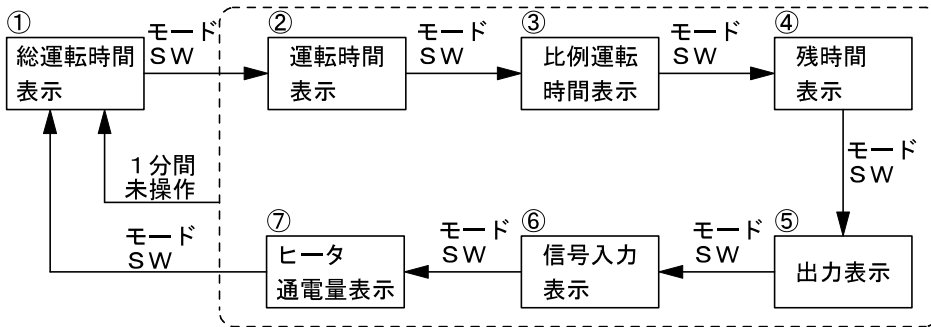 ①
総運転時間
表示
モード
SW
②
運転時間
表示
モード
SW
③
比例運転
時間表示
モード
SW
④
残時間
表示
モード
SW
⑤
出力表示
モード
SW
⑥
信号入力
表示
モード
SW
⑦
ヒータ
通電量表示
モード
SW
1分間
未操作